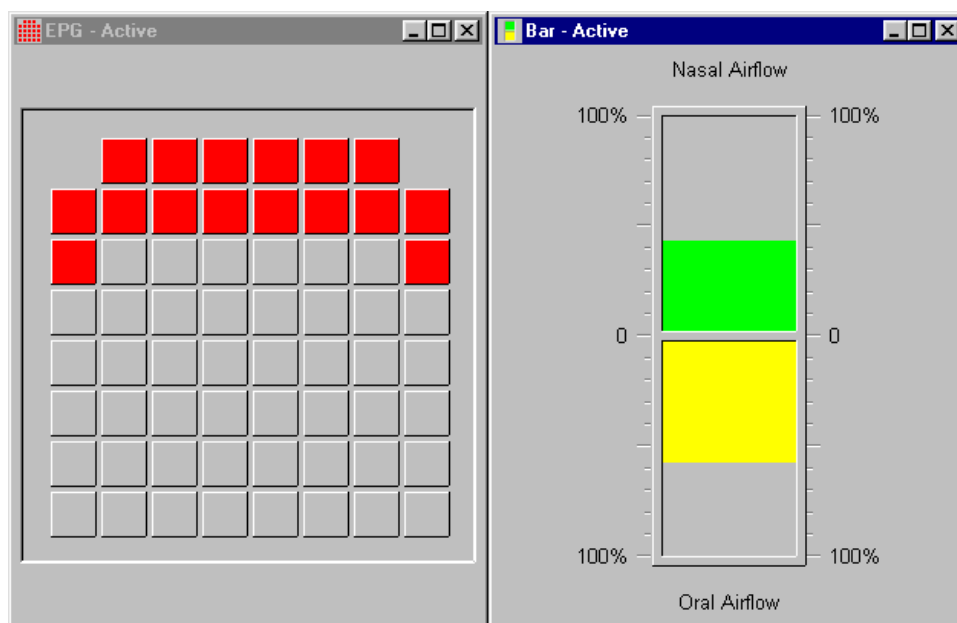 EPG - Active
Bar - Active
Nasal Airflow
100% 100%
0 0
100% 100%
Oral Airflow